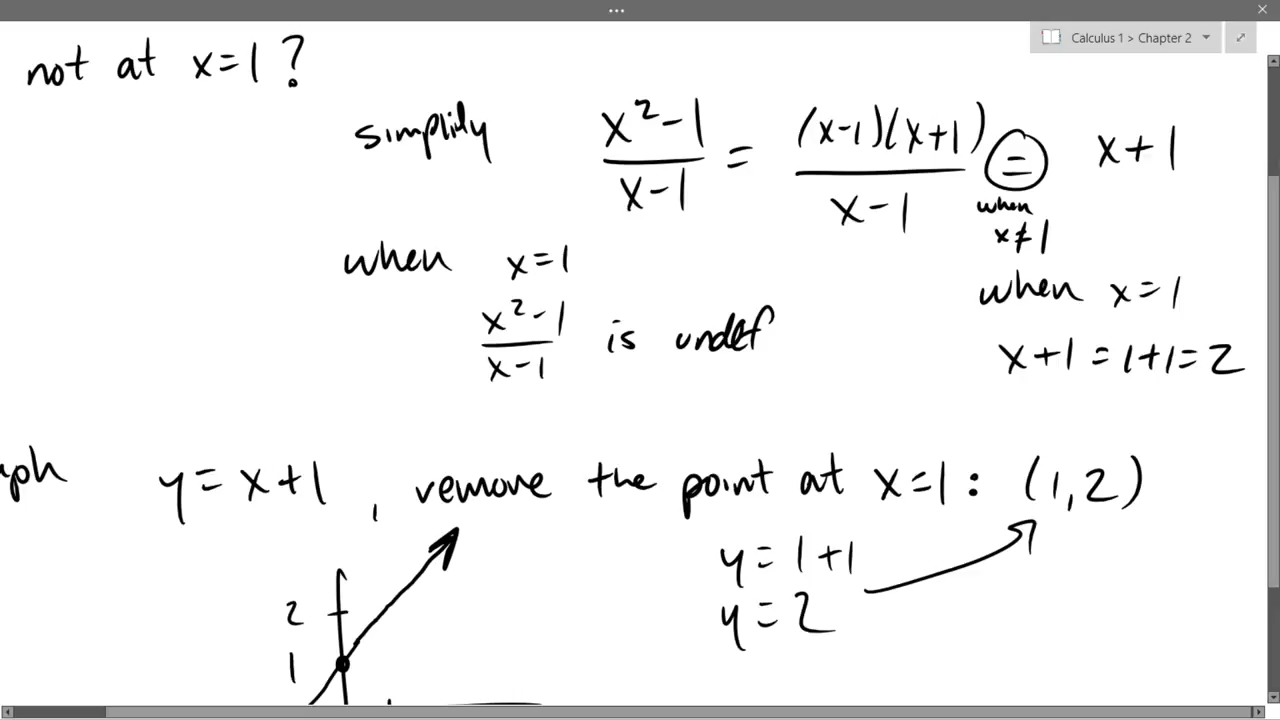 Calculus 1 > Chapter 2
not at x=1?
simplify x²-1/x-1 = (x-1)(x+1)/x-1 = x+1
when
x≠1
when x=1
x²-1/x-1 is undef
when x=1
x+1=1+1=2
y=x+1, remove the point at x=1: (1,2)
y=1+1
y=2
2
1